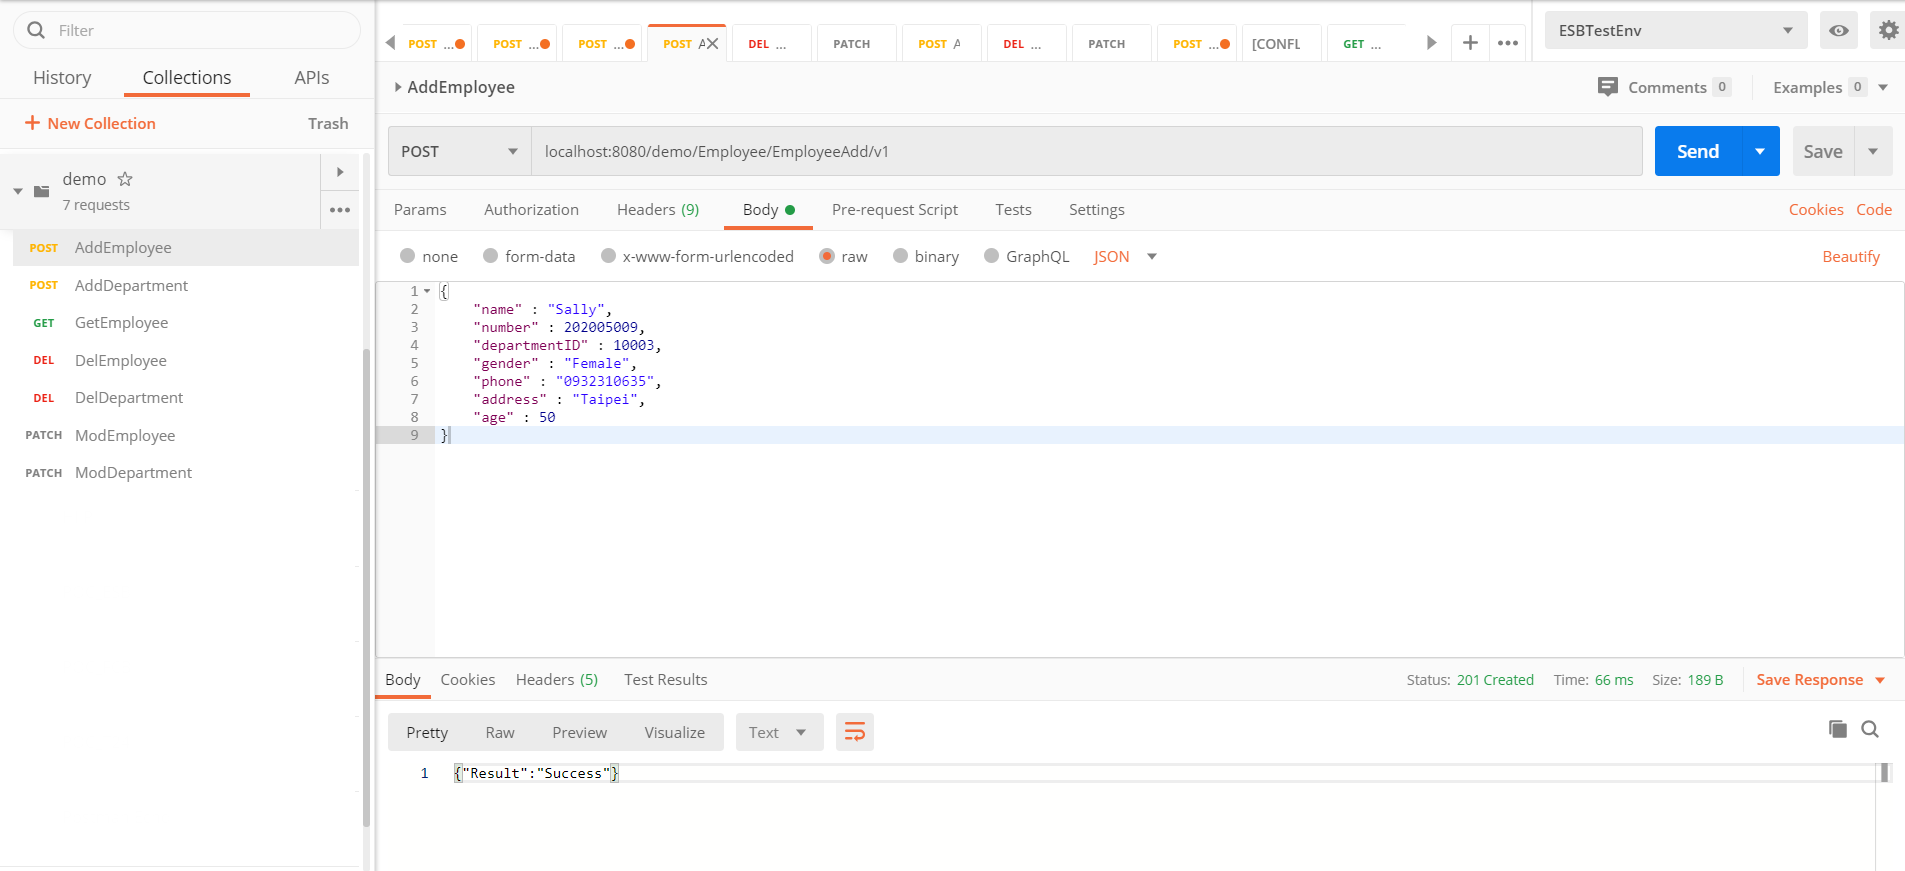 Filter
History Collections APIs
+ New Collection Trash
demo
7 requests
POST AddEmployee
POST AddDepartment
GET GetEmployee
DEL DelEmployee
DEL DelDepartment
PATCH ModEmployee
PATCH ModDepartment
POST ... POST ... POST ... POST A DEL ... PATCH POST A DEL ... PATCH POST ... [CONFL GET ...
ESBTestEnv
AddEmployee
Comments 0 Examples 0
POST localhost:8080/demo/Employee/EmployeeAdd/v1 Send Save
Params Authorization Headers (9) Body Pre-request Script Tests Settings Cookies Code
none form-data x-www-form-urlencoded raw binary GraphQL JSON Beautify
1 {
2 "name" : "Sally",
3 "number" : 202005009,
4 "departmentID" : 10003,
5 "gender" : "Female",
6 "phone" : "0932310635",
7 "address" : "Taipei",
8 "age" : 50
9 }
Body Cookies Headers (5) Test Results Status: 201 Created Time: 66 ms Size: 189 B Save Response
Pretty Raw Preview Visualize Text
1 {"Result":"Success"}